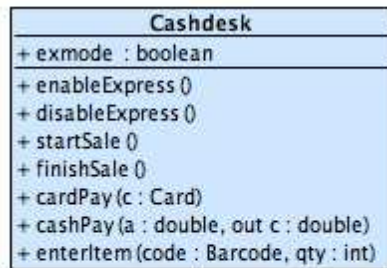 Cashdesk
+ exmode : boolean
+ enableExpress ()
+ disableExpress ()
+ startSale ()
+ finishSale ()
+ cardPay (c : Card)
+ cashPay (a : double, out c : double)
+ enterItem (code : Barcode, qty : int)